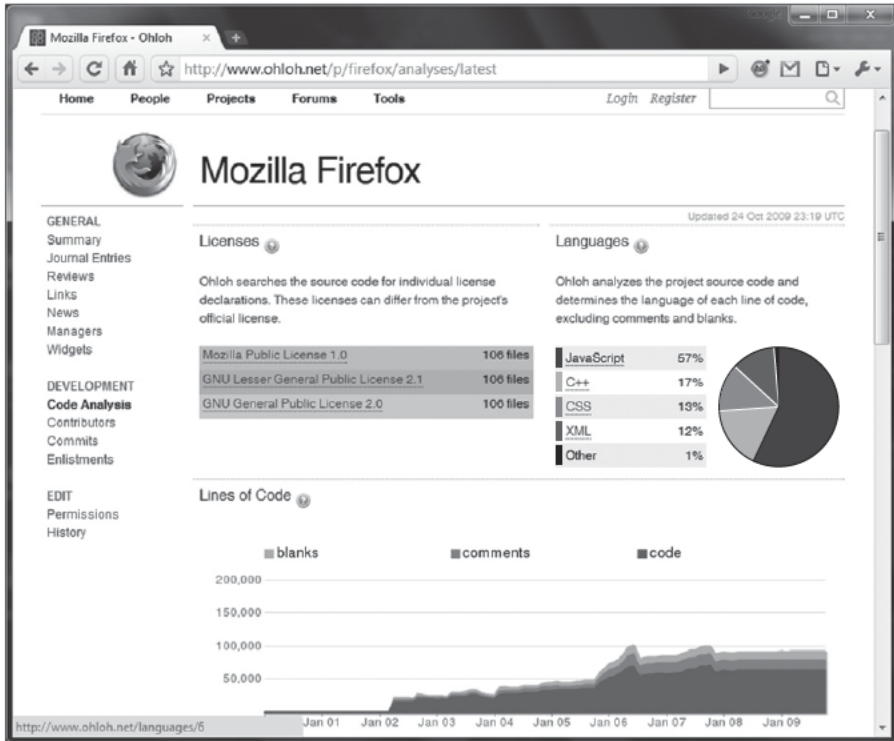 Mozilla Firefox - Ohloh
http://www.ohloh.net/p/firefox/analyses/latest
Home People Projects Forums Tools Login Register
Mozilla Firefox
Updated 24 Oct 2009 23:19 UTC
GENERAL
Summary
Journal Entries
Reviews
Links
News
Managers
Widgets
DEVELOPMENT
Code Analysis
Contributors
Commits
Enlistments
EDIT
Permissions
History
Licenses
Ohloh searches the source code for individual license
declarations. These licenses can differ from the project's
official license.
Mozilla Public License 1.0 106 files
GNU Lesser General Public License 2.1 106 files
GNU General Public License 2.0 106 files
Languages
Ohloh analyzes the project source code and
determines the language of each line of code,
excluding comments and blanks.
JavaScript 57%
C++ 17%
CSS 13%
XML 12%
Other 1%
Lines of Code
blanks comments code
200,000
150,000
100,000
50,000
Jan 01 Jan 02 Jan 03 Jan 04 Jan 05 Jan 06 Jan 07 Jan 08 Jan 09
http://www.ohloh.net/languages/6